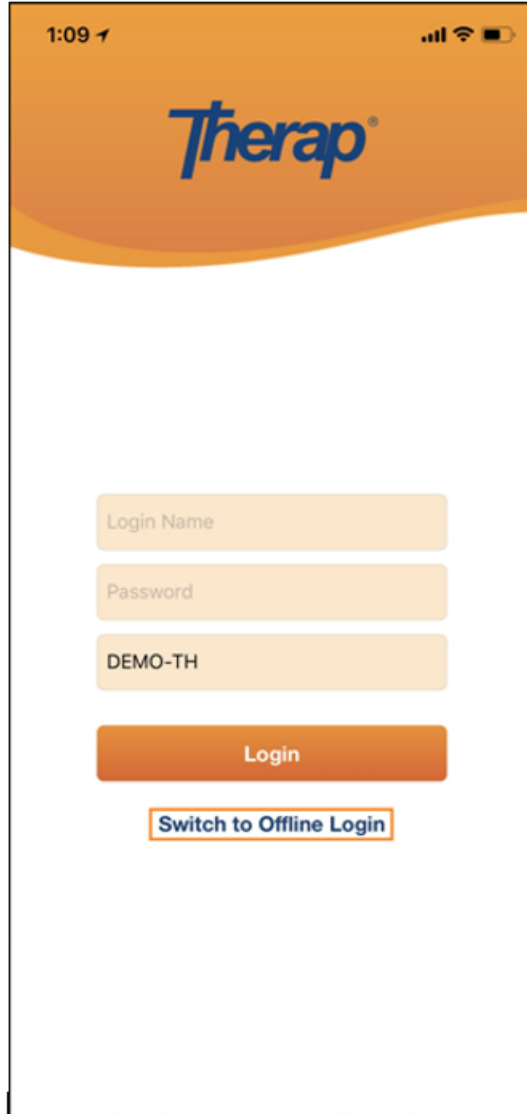 1:09
Therap®
Login Name
Password
DEMO-TH
Login
Switch to Offline Login